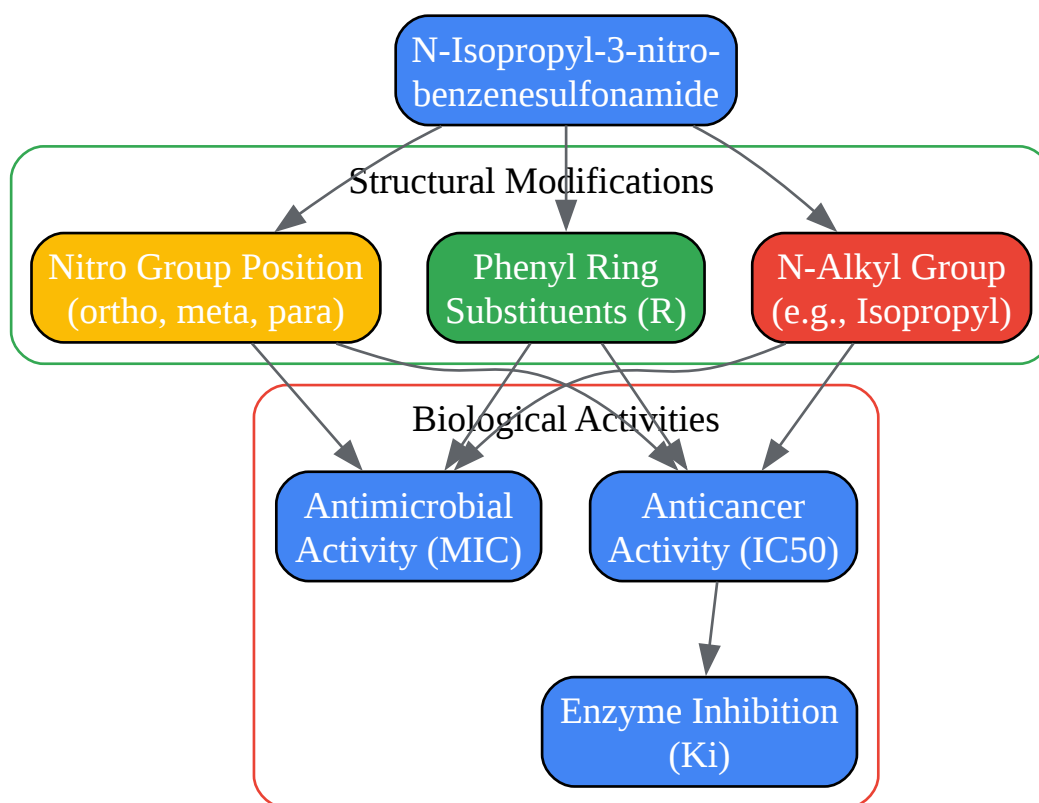 N-Isopropyl-3-nitro-
benzenesulfonamide
Structural Modifications
Nitro Group Position
(ortho, meta, para)
Phenyl Ring
Substituents (R)
N-Alkyl Group
(e.g., Isopropyl)
Biological Activities
Antimicrobial
Activity (MIC)
Anticancer
Activity (IC50)
Enzyme Inhibition
(Ki)